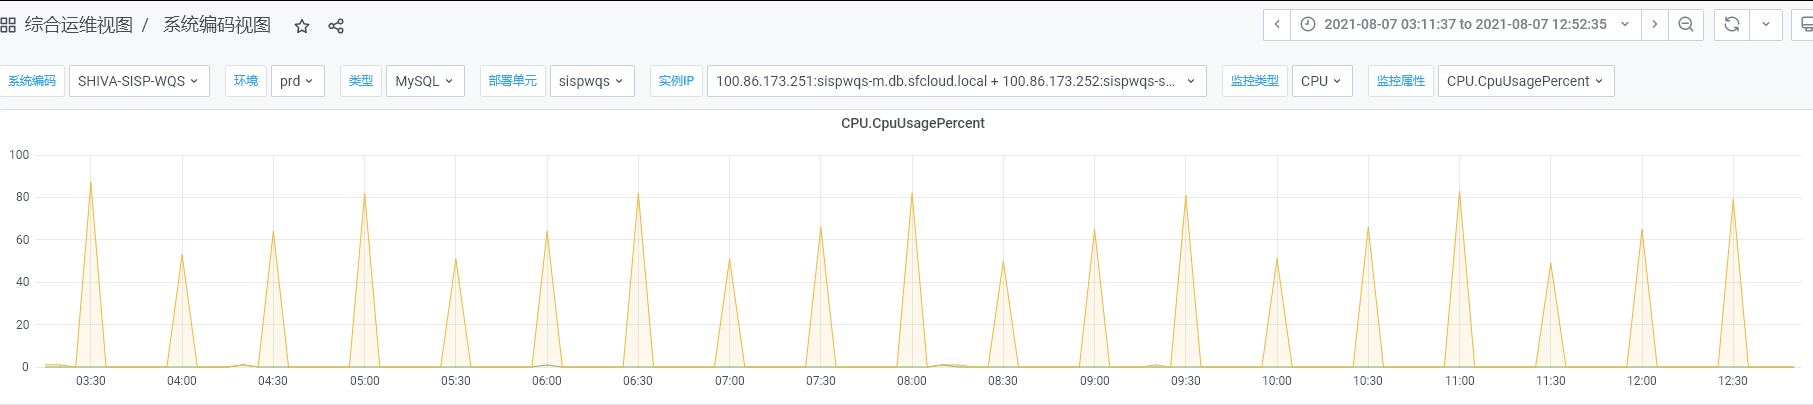 综合运维视图 / 系统编码视图
2021-08-07 03:11:37 to 2021-08-07 12:52:35
系统编码 SHIVA-SISP-WQS 环境 prd 类型 MySQL 部署单元 sispwqs 实例IP 100.86.173.251:sispwqs-m.db.sfcloud.local + 100.86.173.252:sispwqs-s... 监控类型 CPU 监控属性 CPU.CpuUsagePercent
CPU.CpuUsagePercent
100
80
60
40
20
0
03:30 04:00 04:30 05:00 05:30 06:00 06:30 07:00 07:30 08:00 08:30 09:00 09:30 10:00 10:30 11:00 11:30 12:00 12:30